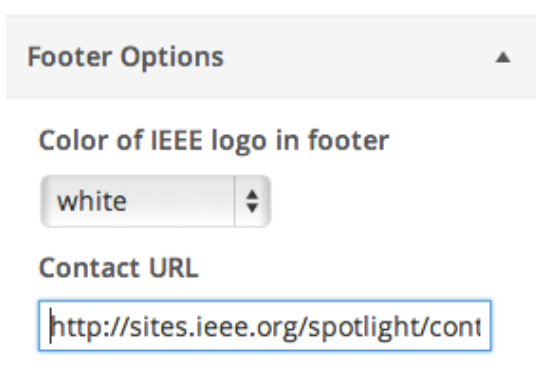 Footer Options
Color of IEEE logo in footer
white
Contact URL
http://sites.ieee.org/spotlight/cont